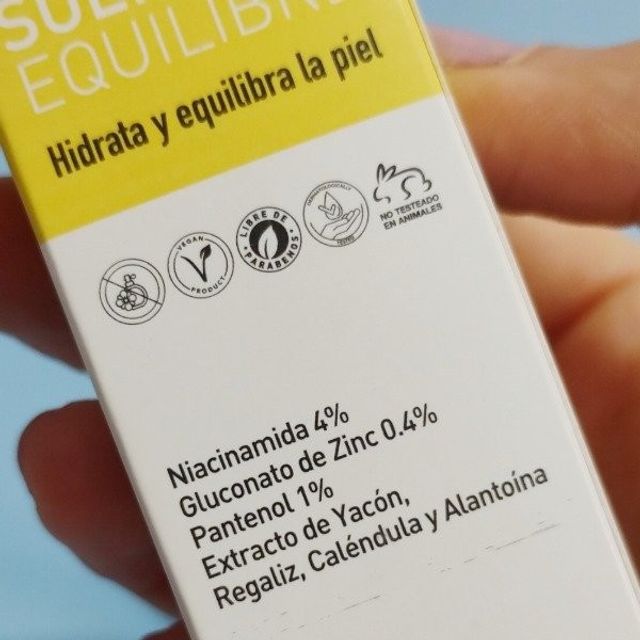 EQUILIBRE
Hidrata y equilibra la piel
VEGAN
PRODUCT
LIBRE DE
PARABENOS
DERMATOLOGICALLY
TESTED
NO TESTEADO
EN ANIMALES
Niacinamida 4%
Gluconato de Zinc 0.4%
Pantenol 1%
Extracto de Yacón,
Regaliz, Caléndula y Alantoína